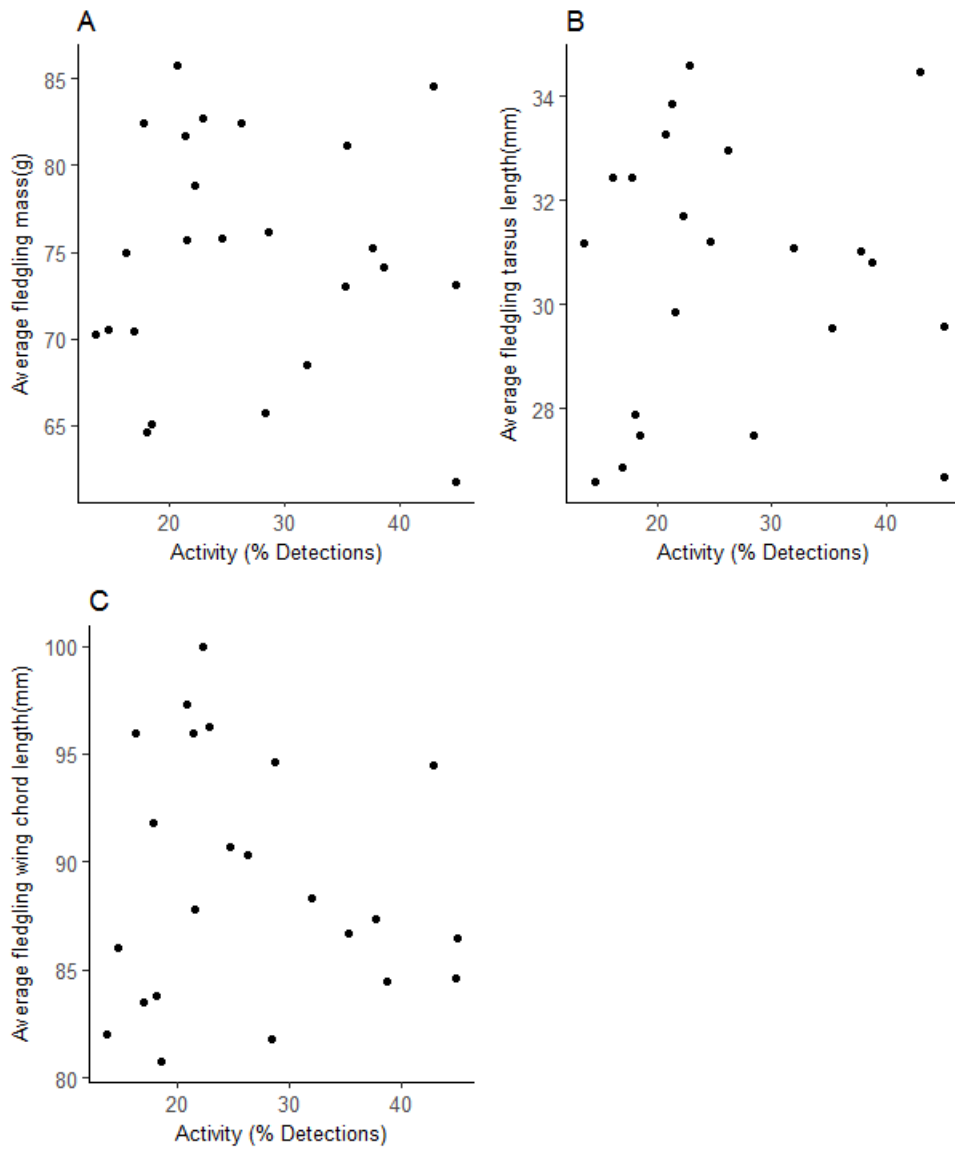 A
Average fledgling mass(g)
85
80
75
70
65
20 30 40
Activity (% Detections)
B
Average fledgling tarsus length(mm)
34
32
30
28
20 30 40
Activity (% Detections)
C
Average fledgling wing chord length(mm)
100
95
90
85
80
20 30 40
Activity (% Detections)